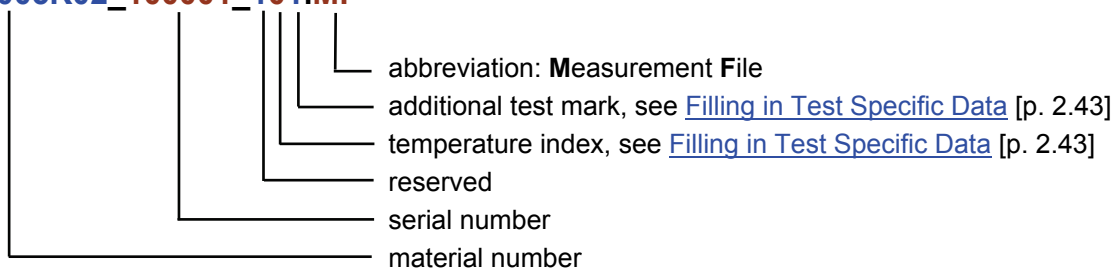 abbreviation: Measurement File
additional test mark, see Filling in Test Specific Data [p. 2.43]
temperature index, see Filling in Test Specific Data [p. 2.43]
reserved
serial number
material number